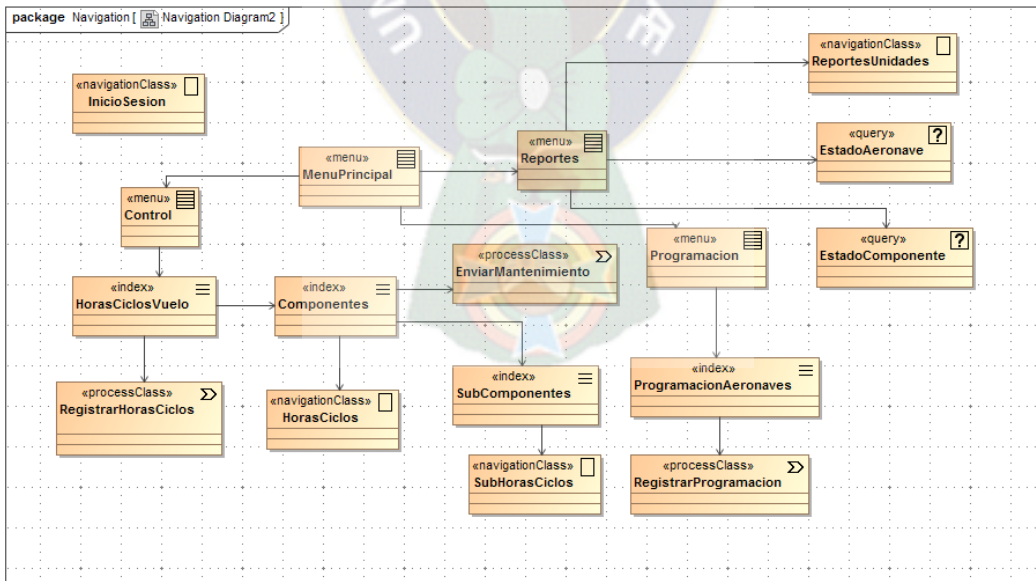 package Navigation [ Navigation Diagram2 ]
«navigationClass»
ReportesUnidades
«navigationClass»
InicioSesion
«query»
EstadoAeronave
«menu»
Reportes
«menu»
MenuPrincipal
«menu»
Control
«menu»
Programacion
«query»
EstadoComponente
«processClass»
EnviarMantenimiento
«index»
HorasCiclosVuelo
«index»
Componentes
«index»
SubComponentes
«index»
ProgramacionAeronaves
«processClass»
RegistrarHorasCiclos
«navigationClass»
HorasCiclos
«navigationClass»
SubHorasCiclos
«processClass»
RegistrarProgramacion